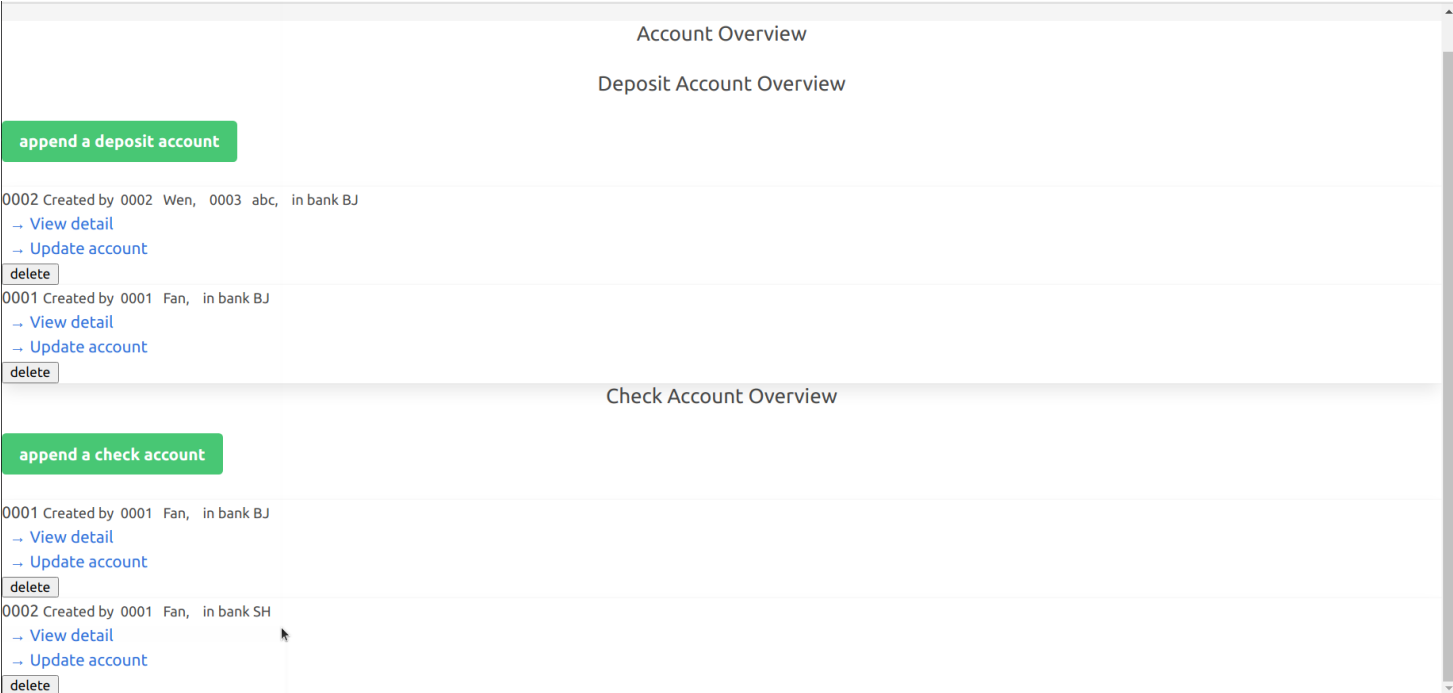 Account Overview
Deposit Account Overview
append a deposit account
0002 Created by 0002 Wen, 0003 abc, in bank BJ
→ View detail
→ Update account
delete
0001 Created by 0001 Fan, in bank BJ
→ View detail
→ Update account
delete
Check Account Overview
append a check account
0001 Created by 0001 Fan, in bank BJ
→ View detail
→ Update account
delete
0002 Created by 0001 Fan, in bank SH
→ View detail
→ Update account
delete